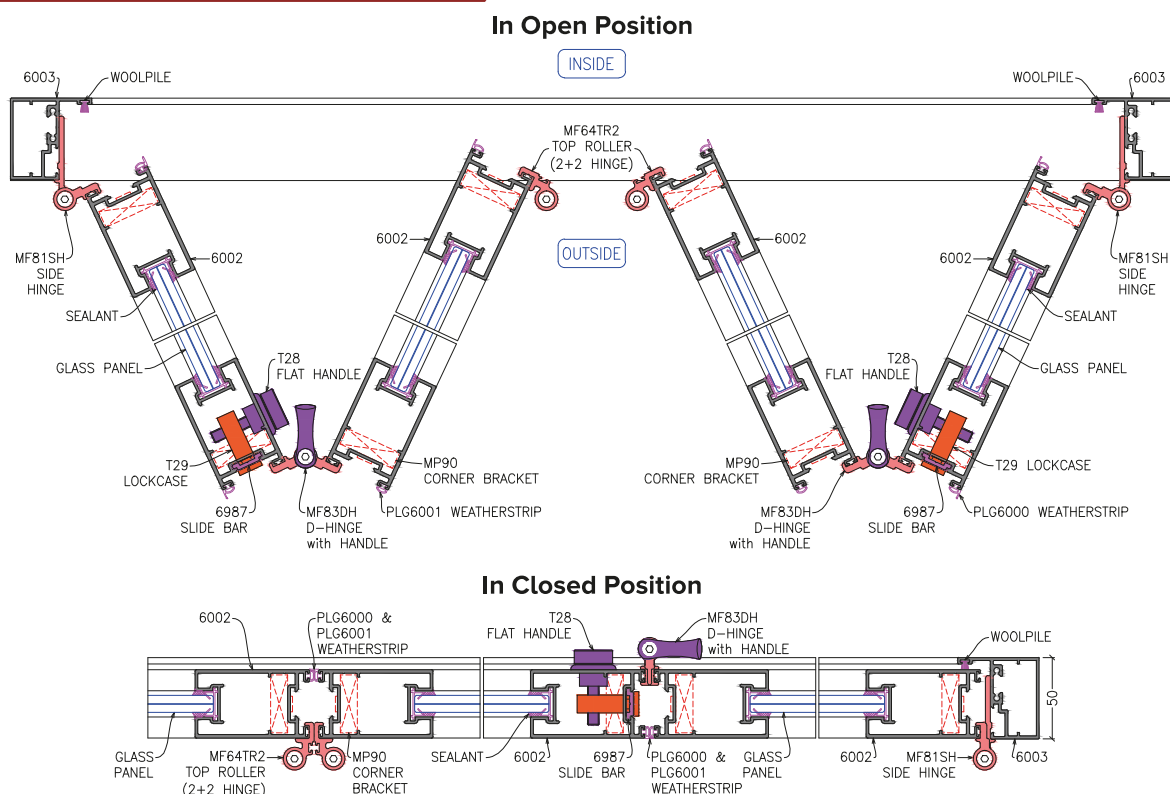 In Open Position
INSIDE
6003
WOOLPILE
WOOLPILE
6003
MF64TR2
TOP ROLLER
(2+2 HINGE)
MF81SH
SIDE
HINGE
6002
6002
OUTSIDE
6002
6002
MF81SH
SIDE
HINGE
SEALANT
SEALANT
GLASS PANEL
T28
FLAT HANDLE
T28
FLAT HANDLE
GLASS PANEL
T29
LOCKCASE
MP90
CORNER BRACKET
MP90
CORNER BRACKET
T29 LOCKCASE
6987
SLIDE BAR
MF83DH
D-HINGE
with HANDLE
PLG6001 WEATHERSTRIP
MF83DH
D-HINGE
with HANDLE
6987
SLIDE BAR
PLG6000 WEATHERSTRIP
In Closed Position
6002
PLG6000 &
PLG6001
WEATHERSTRIP
T28
FLAT HANDLE
MF83DH
D-HINGE
with HANDLE
WOOLPILE
50
GLASS
PANEL
MF64TR2
TOP ROLLER
(2+2 HINGE)
MP90
CORNER
BRACKET
SEALANT
6002
6987
SLIDE BAR
PLG6000 &
PLG6001
WEATHERSTRIP
GLASS
PANEL
6002
MF81SH
SIDE HINGE
6003